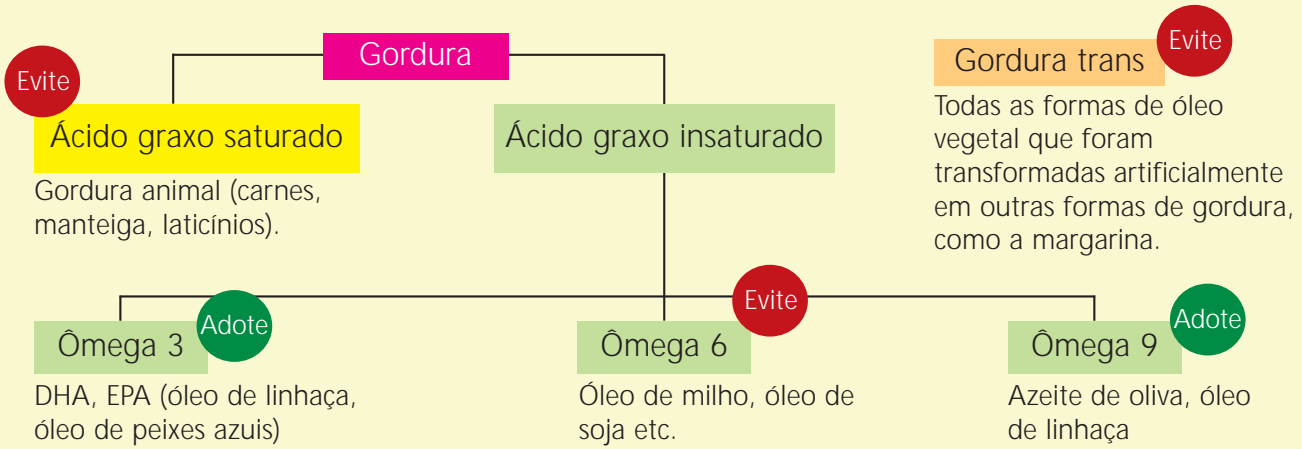 Gordura
Evite
Ácido graxo saturado
Gordura animal (carnes,
manteiga, laticínios).
Ácido graxo insaturado
Evite
Gordura trans
Todas as formas de óleo
vegetal que foram
transformadas artificialmente
em outras formas de gordura,
como a margarina.
Adote
Ômega 3
DHA, EPA (óleo de linhaça,
óleo de peixes azuis)
Evite
Ômega 6
Óleo de milho, óleo de
soja etc.
Adote
Ômega 9
Azeite de oliva, óleo
de linhaça